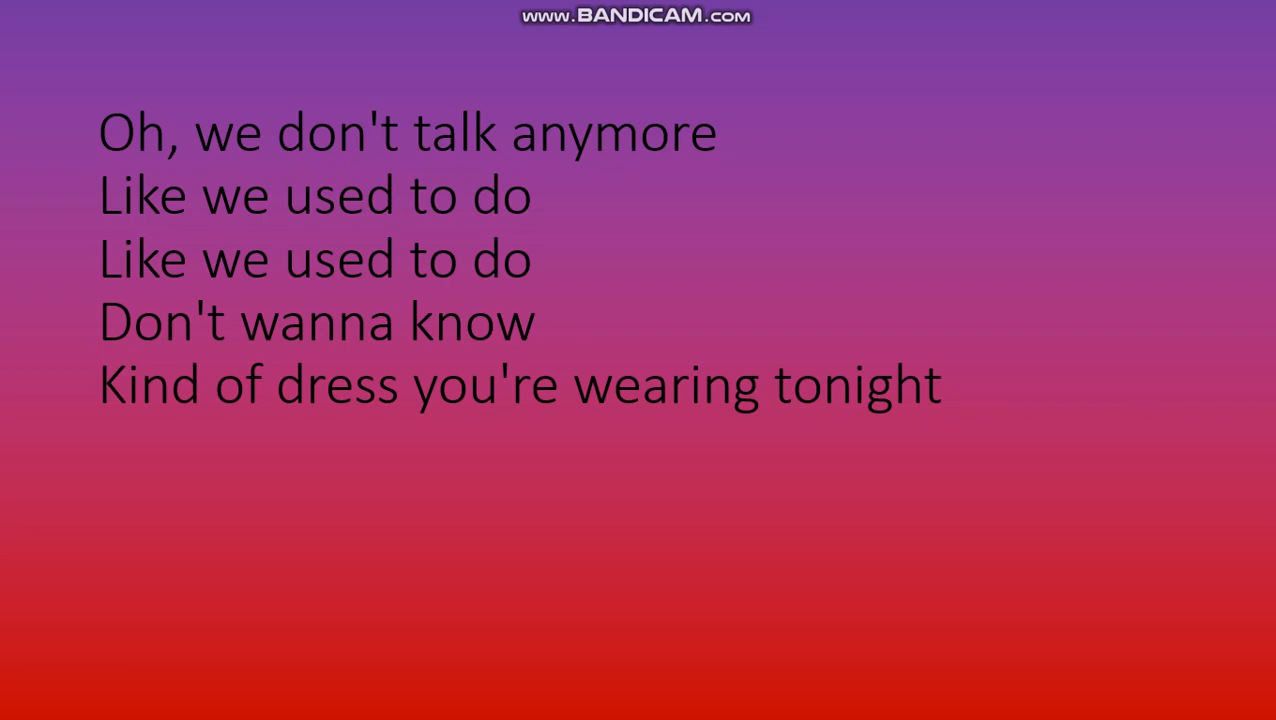 www.BANDICAM.com
Oh, we don't talk anymore
Like we used to do
Like we used to do
Don't wanna know
Kind of dress you're wearing tonight